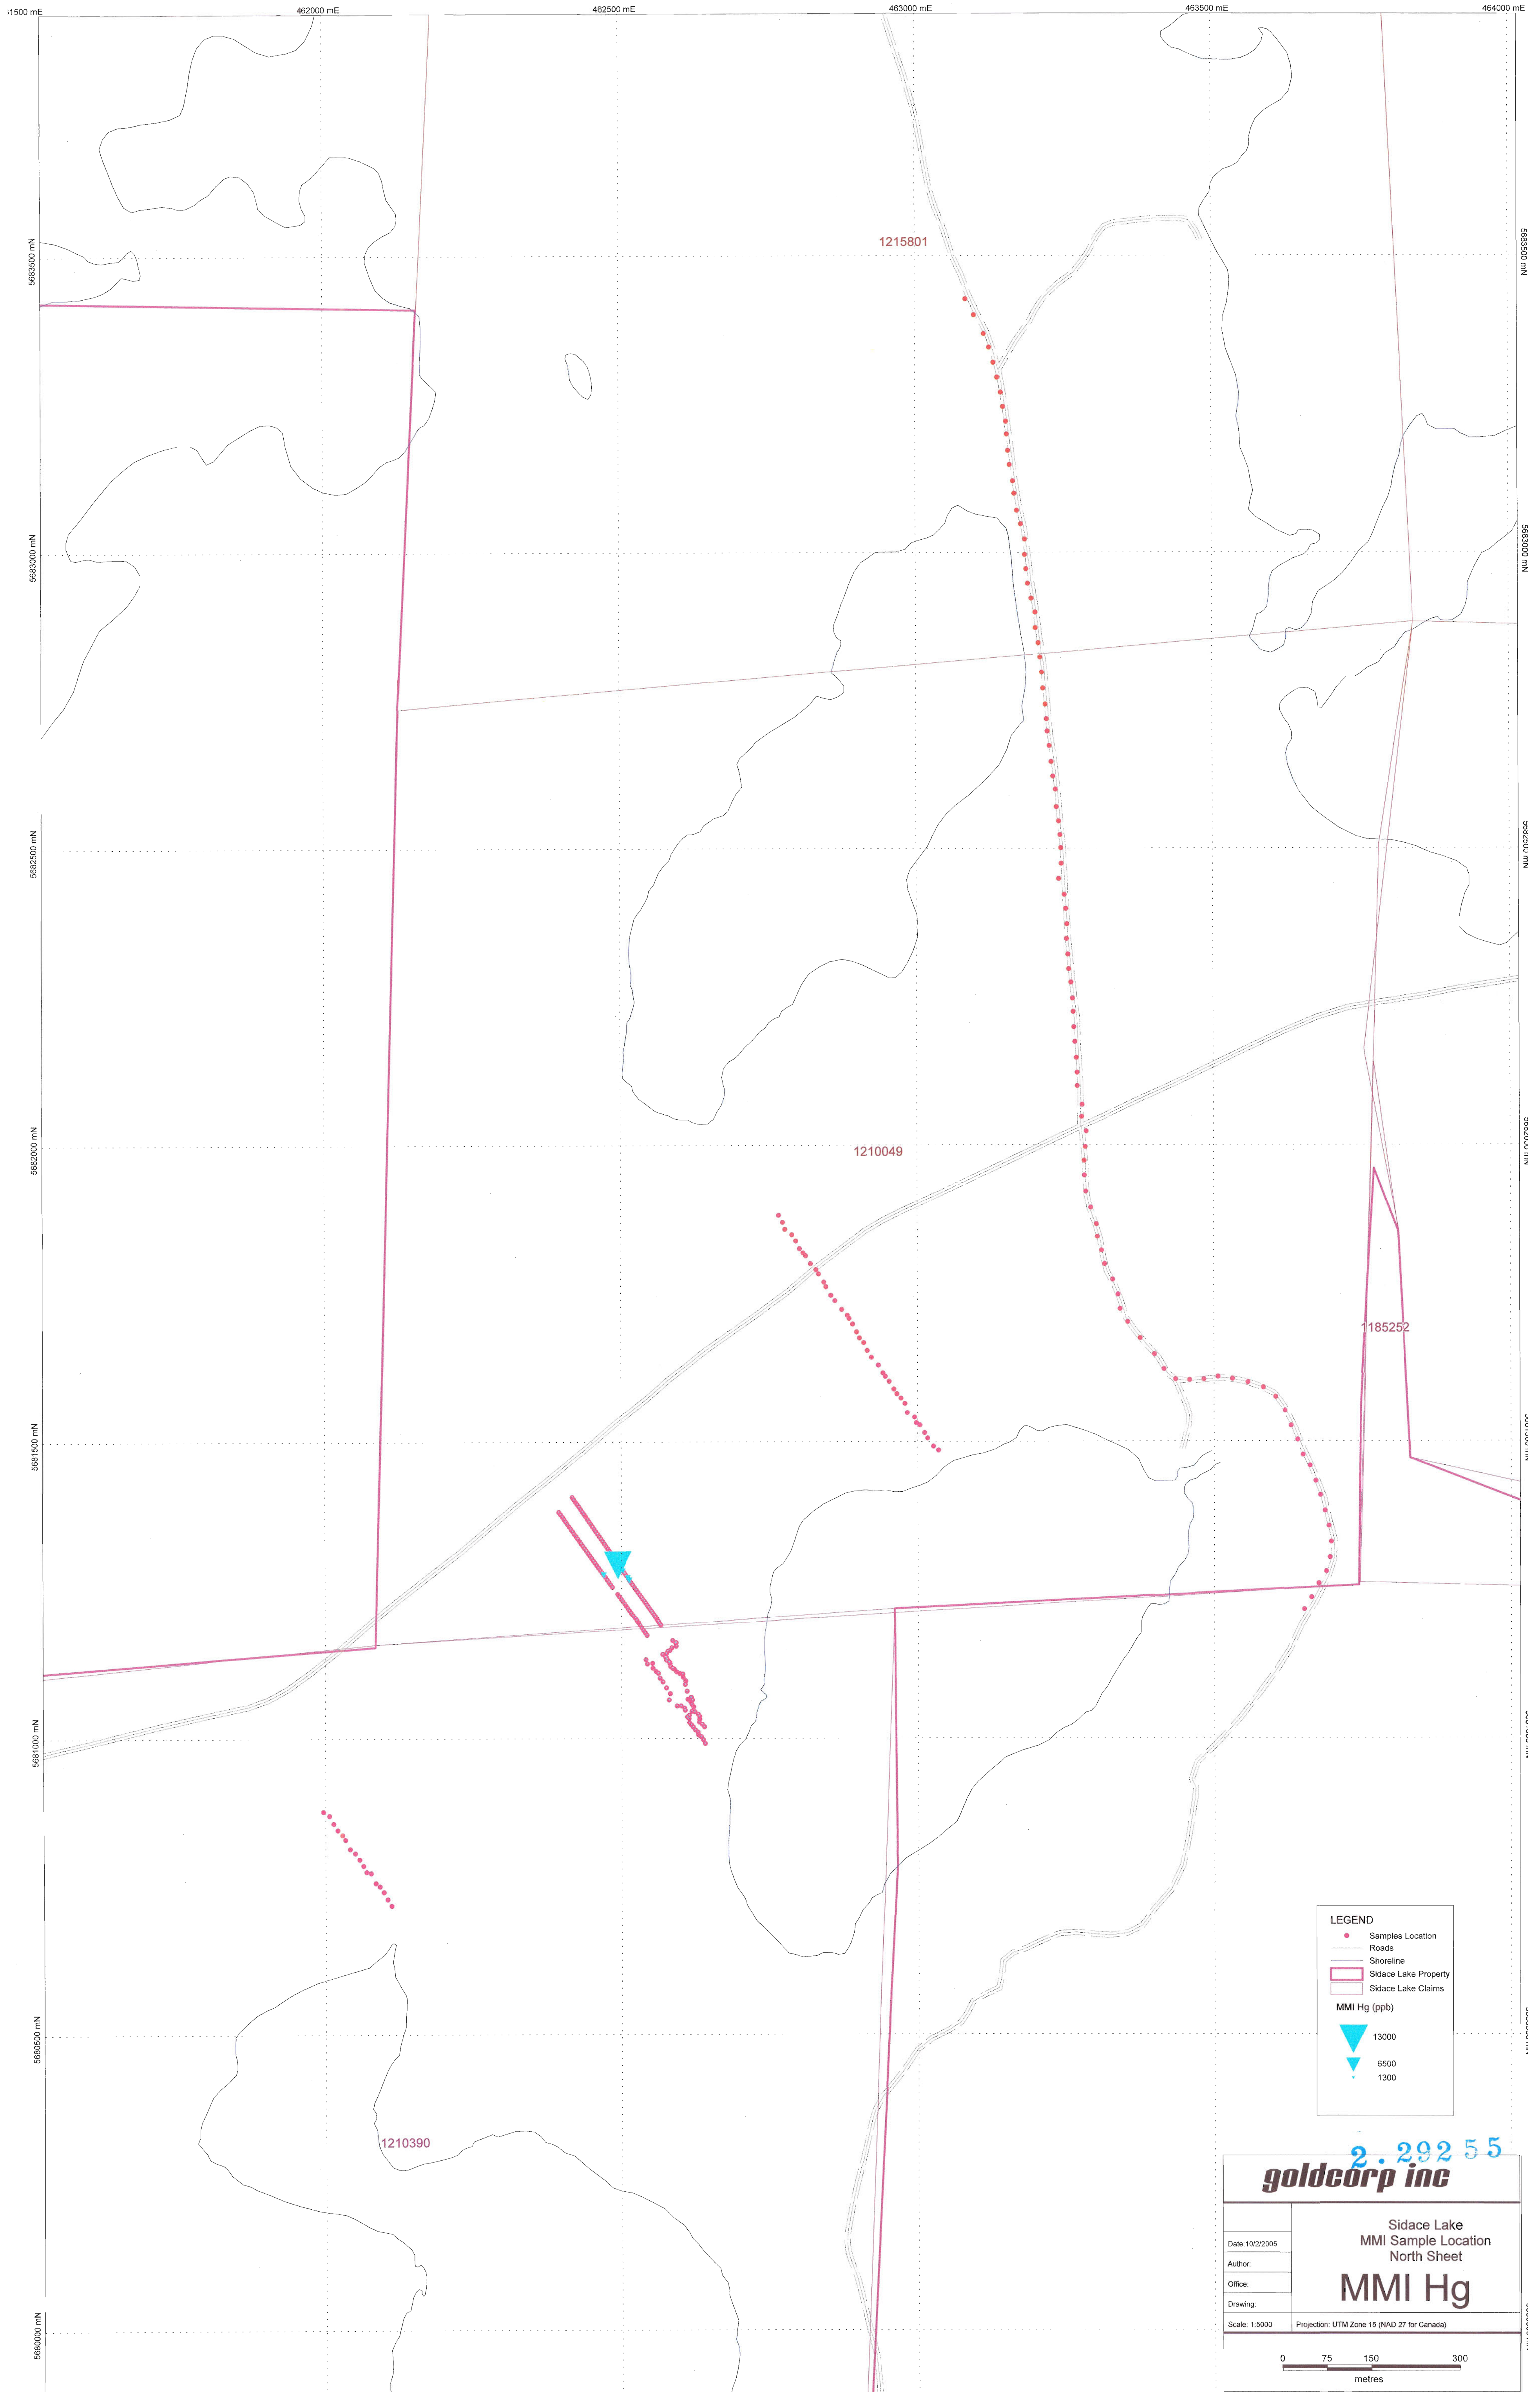 462000 mE
462500 mE
463000 mE
463500 mE
464000 mE
5683500 mN
5683500 mN
1215801
5683000 mN
5683000 mN
5682500 mN
5682500 mN
5682000 mN
1210049
1185252
5681500 mN
5681000 mN
LEGEND
Samples Location
Roads
Shoreline
Sidace Lake Property
Sidace Lake Claims
MMI Hg (ppb)
13000
6500
1300
5680500 mN
1210390
2.29255
goldcorp inc
Sidace Lake
MMI Sample Location
North Sheet
MMI Hg
Date:10/2/2005
Author:
Office:
Drawing:
Scale: 1:5000
Projection: UTM Zone 15 (NAD 27 for Canada)
5680000 mN
0 75 150 300
metres